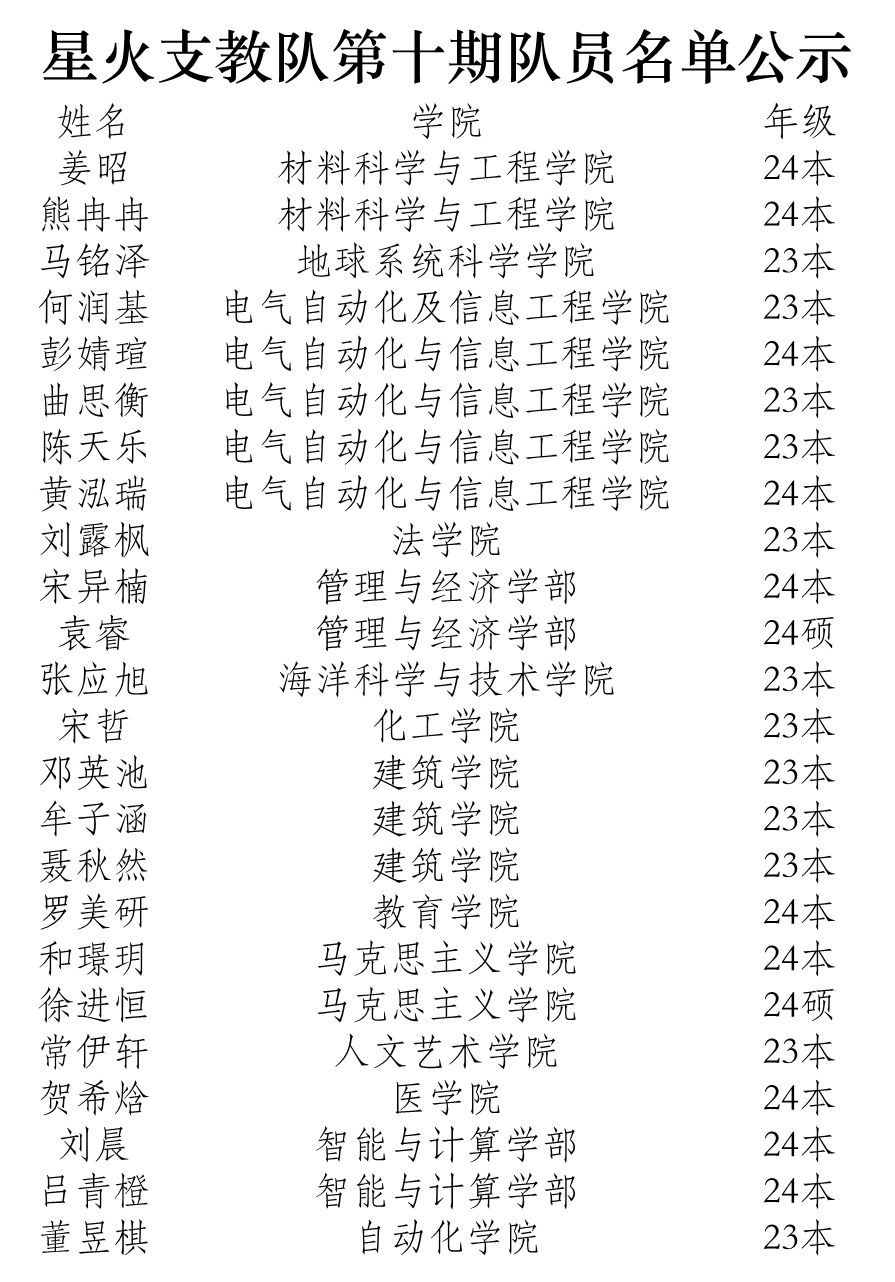 星火支教队第十期队员名单公示
姓名 学院 年级
姜昭 材料科学与工程学院 24本
熊冉冉 材料科学与工程学院 24本
马铭泽 地球系统科学学院 23本
何润基 电气自动化及信息工程学院 23本
彭婧瑄 电气自动化与信息工程学院 24本
曲思衡 电气自动化与信息工程学院 23本
陈天乐 电气自动化与信息工程学院 23本
黄泓瑞 电气自动化与信息工程学院 24本
刘露枫 法学院 23本
宋异楠 管理与经济学部 24本
袁睿 管理与经济学部 24硕
张应旭 海洋科学与技术学院 23本
宋哲 化工学院 23本
邓英池 建筑学院 23本
牟子涵 建筑学院 23本
聂秋然 建筑学院 23本
罗美研 教育学院 24本
和璟玥 马克思主义学院 24本
徐进恒 马克思主义学院 24硕
常伊轩 人文艺术学院 23本
贺希焓 医学院 24本
刘晨 智能与计算学部 24本
吕青橙 智能与计算学部 24本
董昱棋 自动化学院 23本